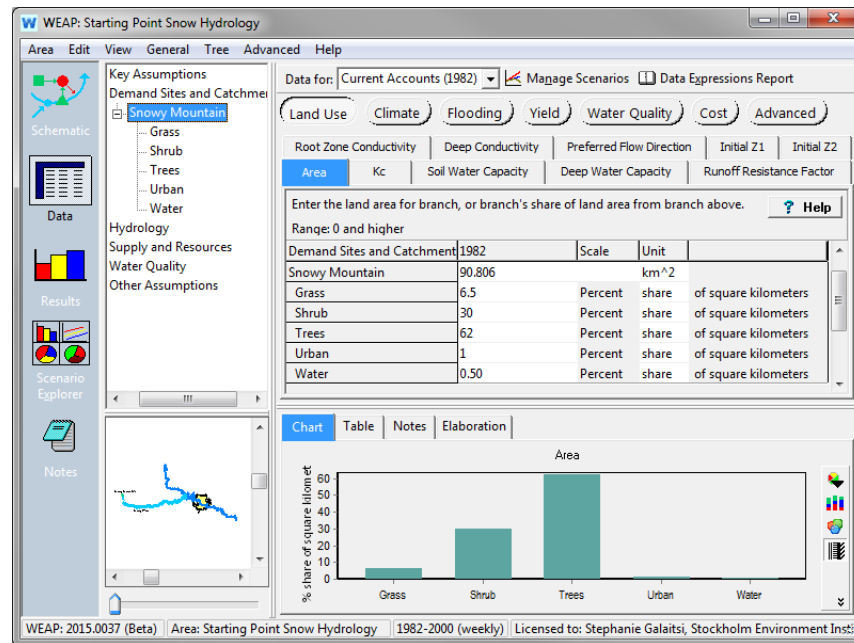 WEAP: Starting Point Snow Hydrology
Area Edit View General Tree Advanced Help
Schematic
Data
Results
Scenario
Explorer
Notes
Key Assumptions
Demand Sites and Catchmer
Snowy Mountain
Grass
Shrub
Trees
Urban
Water
Hydrology
Supply and Resources
Water Quality
Other Assumptions
Data for: Current Accounts (1982) Manage Scenarios Data Expressions Report
Land Use Climate Flooding Yield Water Quality Cost Advanced
Root Zone Conductivity Deep Conductivity Preferred Flow Direction Initial Z1 Initial Z2
Area Kc Soil Water Capacity Deep Water Capacity Runoff Resistance Factor
Enter the land area for branch, or branch's share of land area from branch above.
? Help
Range: 0 and higher
Demand Sites and Catchment 1982 Scale Unit
Snowy Mountain 90.806 km^2
Grass 6.5 Percent share of square kilometers
Shrub 30 Percent share of square kilometers
Trees 62 Percent share of square kilometers
Urban 1 Percent share of square kilometers
Water 0.50 Percent share of square kilometers
Chart Table Notes Elaboration
Area
% share of square kilomet
60
50
40
30
20
10
0
Grass Shrub Trees Urban Water
WEAP: 2015.0037 (Beta) Area: Starting Point Snow Hydrology 1982-2000 (weekly) Licensed to: Stephanie Galaitsi, Stockholm Environment Inst